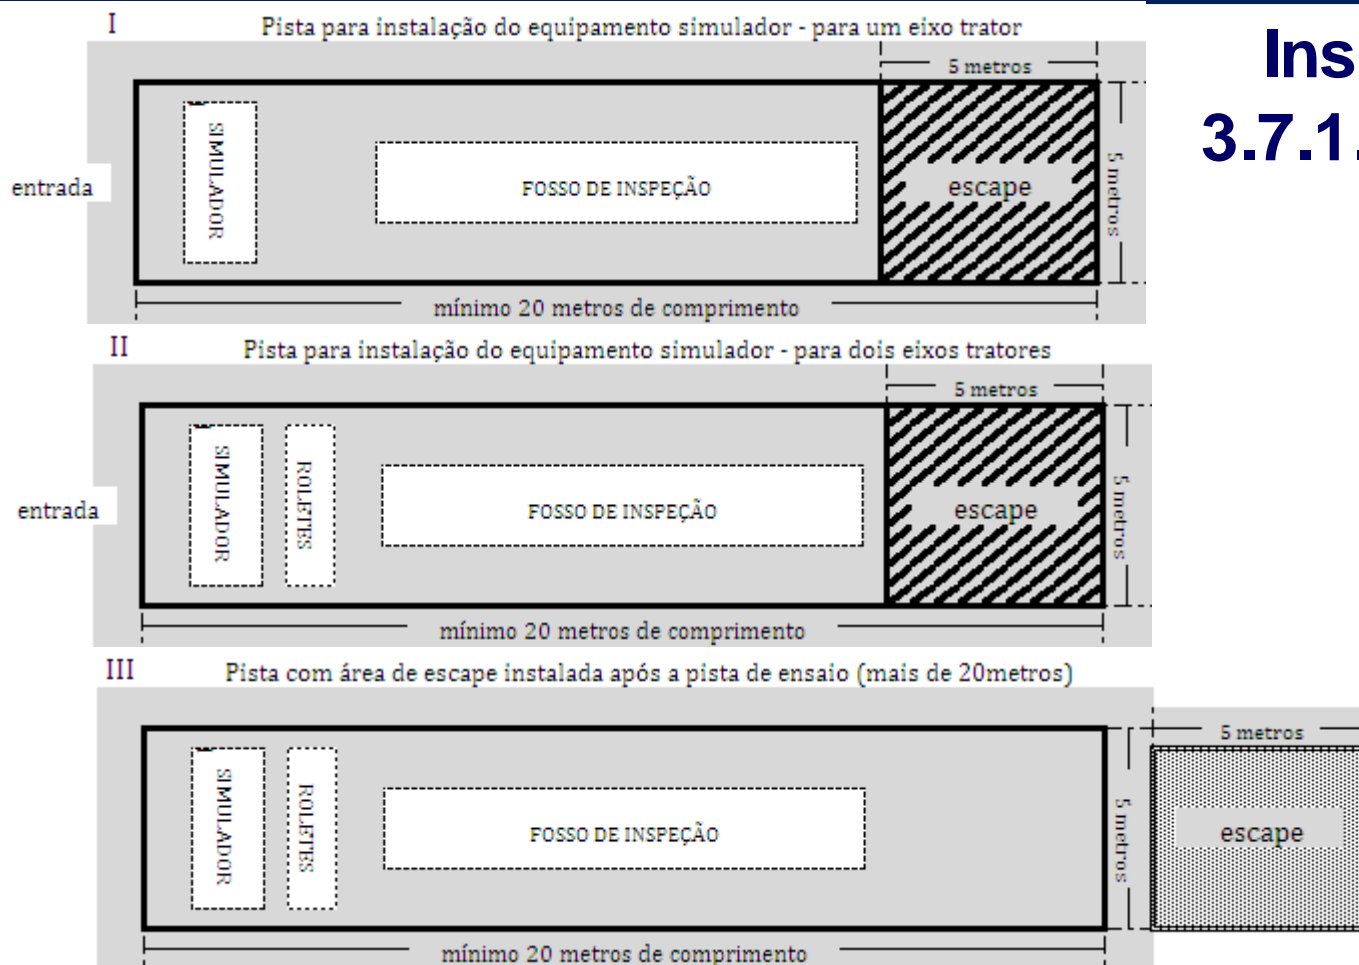 I
Pista para instalação do equipamento simulador - para um eixo trator
Ins
3.7.1.
5 metros
entrada
SIMULADOR
FOSSO DE INSPEÇÃO
escape
5 metros
mínimo 20 metros de comprimento
II
Pista para instalação do equipamento simulador - para dois eixos tratores
5 metros
entrada
SIMULADOR
ROLETES
FOSSO DE INSPEÇÃO
escape
5 metros
mínimo 20 metros de comprimento
III
Pista com área de escape instalada após a pista de ensaio (mais de 20metros)
5 metros
SIMULADOR
ROLETES
FOSSO DE INSPEÇÃO
5 metros
escape
mínimo 20 metros de comprimento